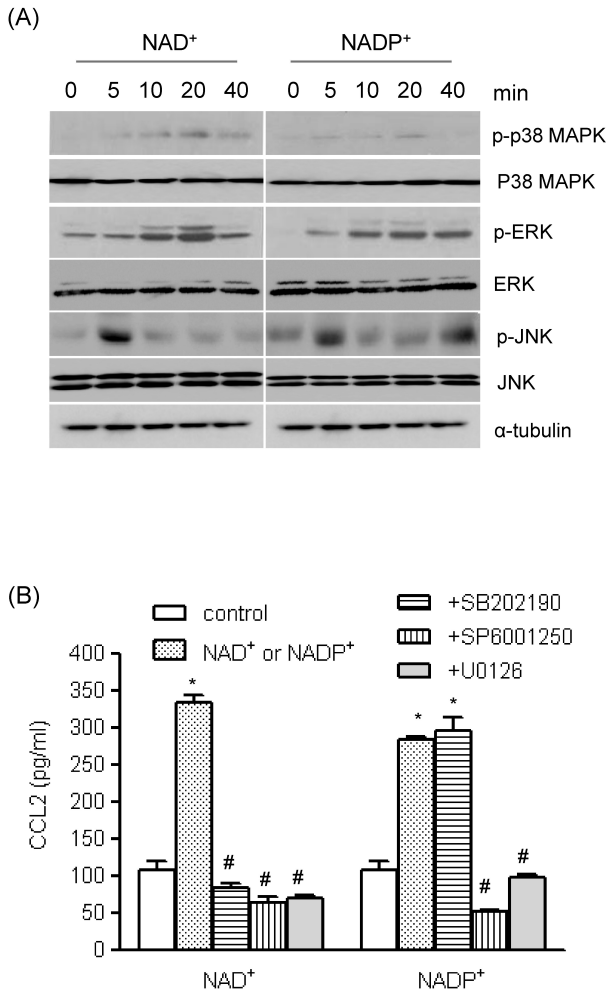 (A)
NAD⁺ NADP⁺
0 5 10 20 40 0 5 10 20 40 min
p-p38 MAPK
P38 MAPK
p-ERK
ERK
p-JNK
JNK
α-tubulin
(B)
control
NAD⁺ or NADP⁺
+SB202190
+SP6001250
+U0126
CCL2 (pg/ml)
400
350
300
250
200
150
100
50
0
*
#
#
#
*
*
#
#
NAD⁺ NADP⁺